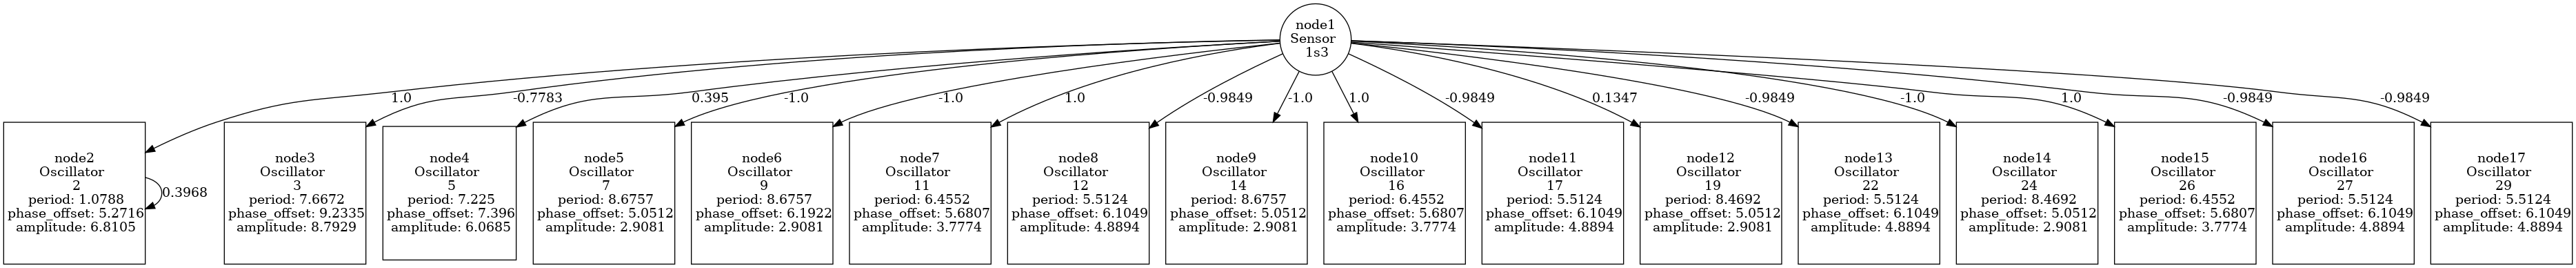 node1
Sensor
1s3
1.0
-0.7783
0.395
-1.0
-1.0
1.0
-0.9849
-1.0
1.0
-0.9849
0.1347
-0.9849
-1.0
1.0
-0.9849
-0.9849
node2
Oscillator
2
period: 1.0788
phase_offset: 5.2716
amplitude: 6.8105
0.3968
node3
Oscillator
3
period: 7.6672
phase_offset: 9.2335
amplitude: 8.7929
node4
Oscillator
5
period: 7.225
phase_offset: 7.396
amplitude: 6.0685
node5
Oscillator
7
period: 8.6757
phase_offset: 5.0512
amplitude: 2.9081
node6
Oscillator
9
period: 8.6757
phase_offset: 6.1922
amplitude: 2.9081
node7
Oscillator
11
period: 6.4552
phase_offset: 5.6807
amplitude: 3.7774
node8
Oscillator
12
period: 5.5124
phase_offset: 6.1049
amplitude: 4.8894
node9
Oscillator
14
period: 8.6757
phase_offset: 5.0512
amplitude: 2.9081
node10
Oscillator
16
period: 6.4552
phase_offset: 5.6807
amplitude: 3.7774
node11
Oscillator
17
period: 5.5124
phase_offset: 6.1049
amplitude: 4.8894
node12
Oscillator
19
period: 8.4692
phase_offset: 5.0512
amplitude: 2.9081
node13
Oscillator
22
period: 5.5124
phase_offset: 6.1049
amplitude: 4.8894
node14
Oscillator
24
period: 8.4692
phase_offset: 5.0512
amplitude: 2.9081
node15
Oscillator
26
period: 6.4552
phase_offset: 5.6807
amplitude: 3.7774
node16
Oscillator
27
period: 5.5124
phase_offset: 6.1049
amplitude: 4.8894
node17
Oscillator
29
period: 5.5124
phase_offset: 6.1049
amplitude: 4.8894